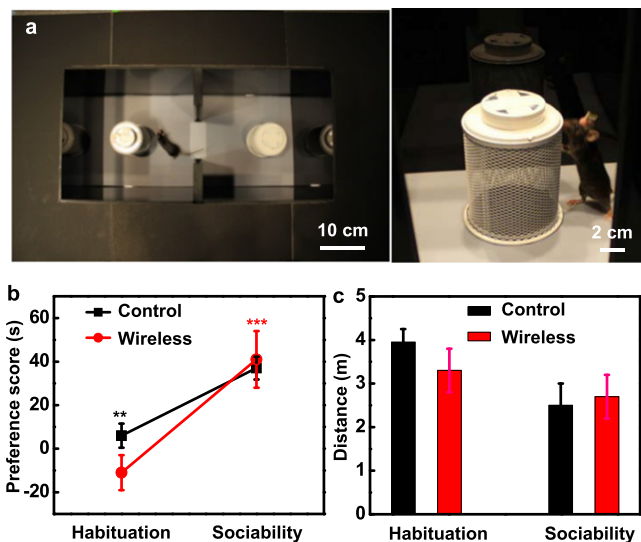 a
10 cm
2 cm
b
Control
Wireless
Preference score (s)
60
40
20
0
-20
**
***
Habituation
Sociability
c
Control
Wireless
Distance (m)
5
4
3
2
1
0
Habituation
Sociability